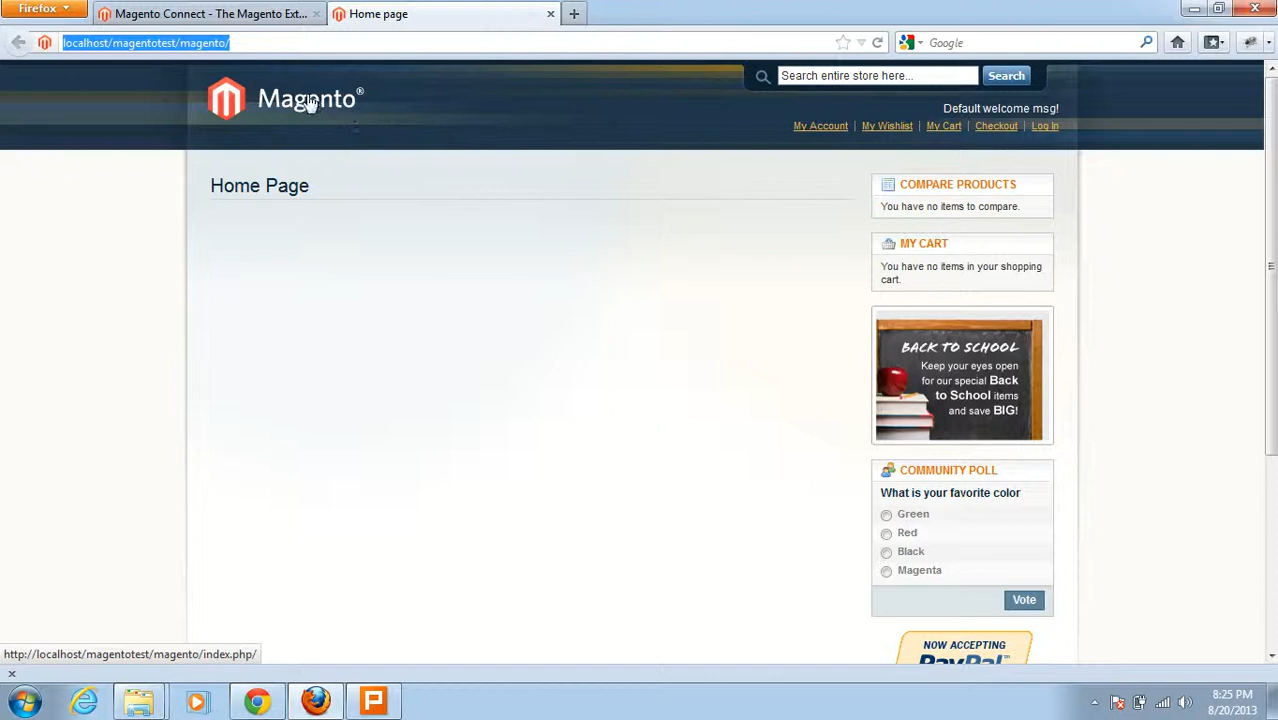 Firefox
Magento Connect - The Magento Ext...
Home page
localhost/magentotest/magento/
Google
Magento®
Search entire store here...
Search
Default welcome msg!
My Account
My Wishlist
My Cart
Checkout
Log In
Home Page
COMPARE PRODUCTS
You have no items to compare.
MY CART
You have no items in your shopping
cart.
BACK TO SCHOOL
Keep your eyes open
for our special Back
to School items
and save BIG!
COMMUNITY POLL
What is your favorite color
Green
Red
Black
Magenta
Vote
NOW ACCEPTING
PayPal
http://localhost/magentotest/magento/index.php/
8:25 PM
8/20/2013